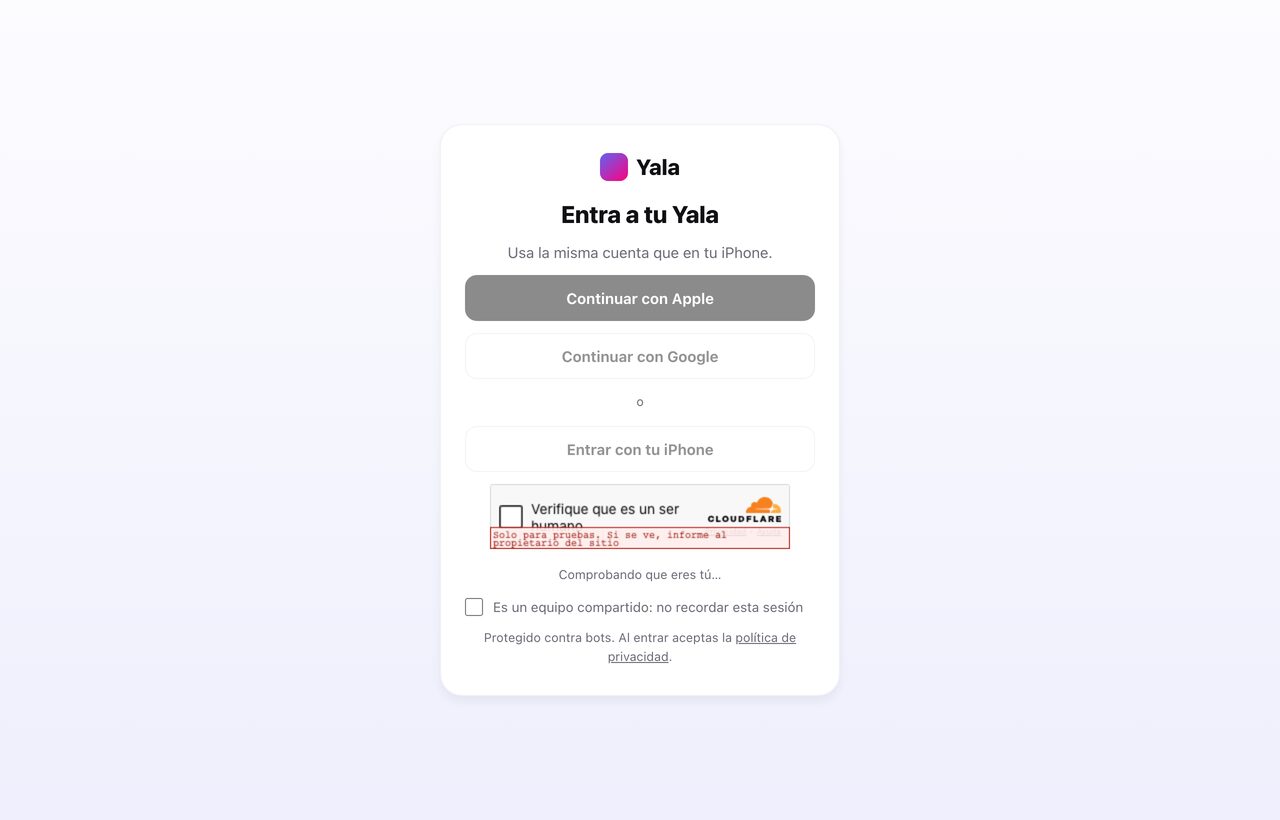 Yala
Entra a tu Yala
Usa la misma cuenta que en tu iPhone.
Continuar con Apple
Continuar con Google
o
Entrar con tu iPhone
Verifique que es un ser
humano
CLOUDFLARE
Solo para pruebas. Si se ve, informe al
propietario del sitio
Comprobando que eres tú...
Es un equipo compartido: no recordar esta sesión
Protegido contra bots. Al entrar aceptas la política de
privacidad.